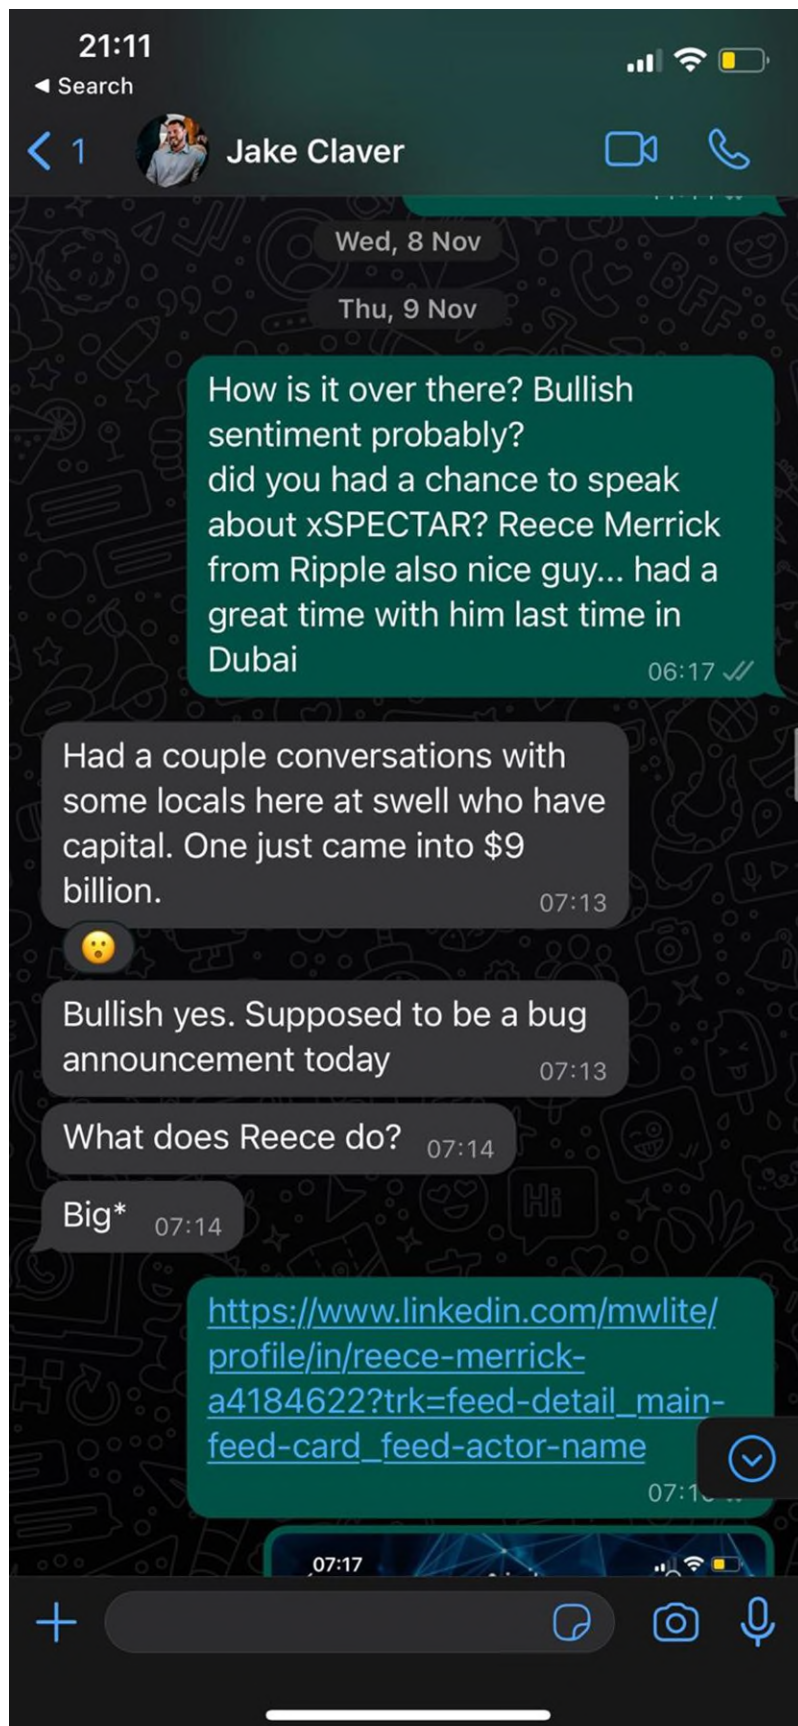 21:11
◀ Search
1
Jake Claver
Wed, 8 Nov
Thu, 9 Nov
How is it over there? Bullish
sentiment probably?
did you had a chance to speak
about xSPECTAR? Reece Merrick
from Ripple also nice guy... had a
great time with him last time in
Dubai
06:17
Had a couple conversations with
some locals here at swell who have
capital. One just came into $9
billion.
07:13
Bullish yes. Supposed to be a bug
announcement today
07:13
What does Reece do?
07:14
Big*
07:14
https://www.linkedin.com/mwlite/
profile/in/reece-merrick-
a4184622?trk=feed-detail_main-
feed-card_feed-actor-name
07:17